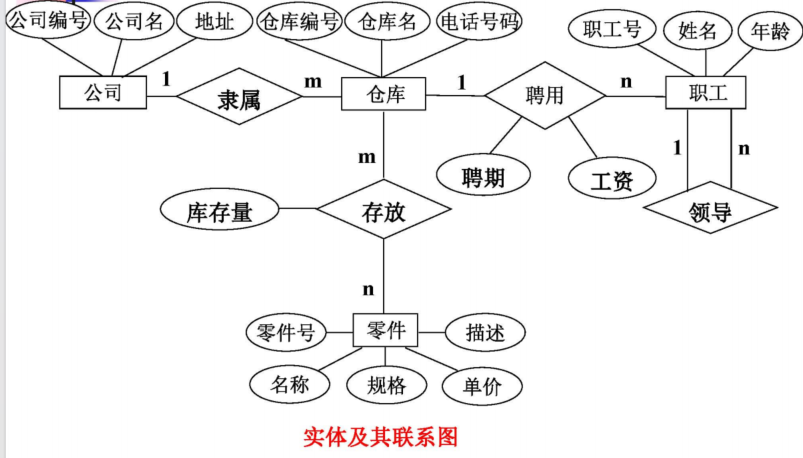 公司编号 公司名 地址 仓库编号 仓库名 电话号码 职工号 姓名 年龄
公司 1 隶属 m 仓库 1 聘用 n 职工
m 1 n
聘期 工资
库存量 存放 领导
n
零件号 零件 描述
名称 规格 单价
实体及其联系图